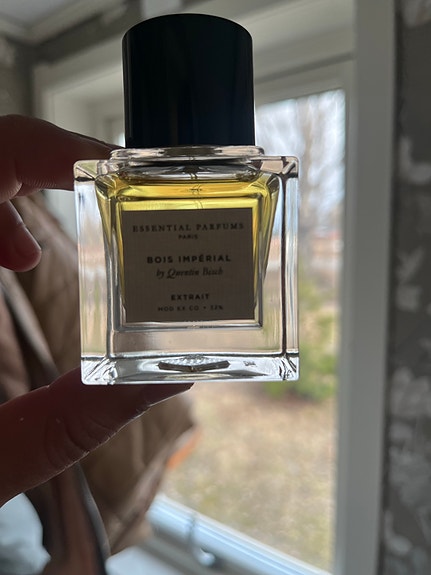 ESSENTIAL PARFUMS
PARIS
BOIS IMPÉRIAL
by Quentin Bisch
EXTRAIT